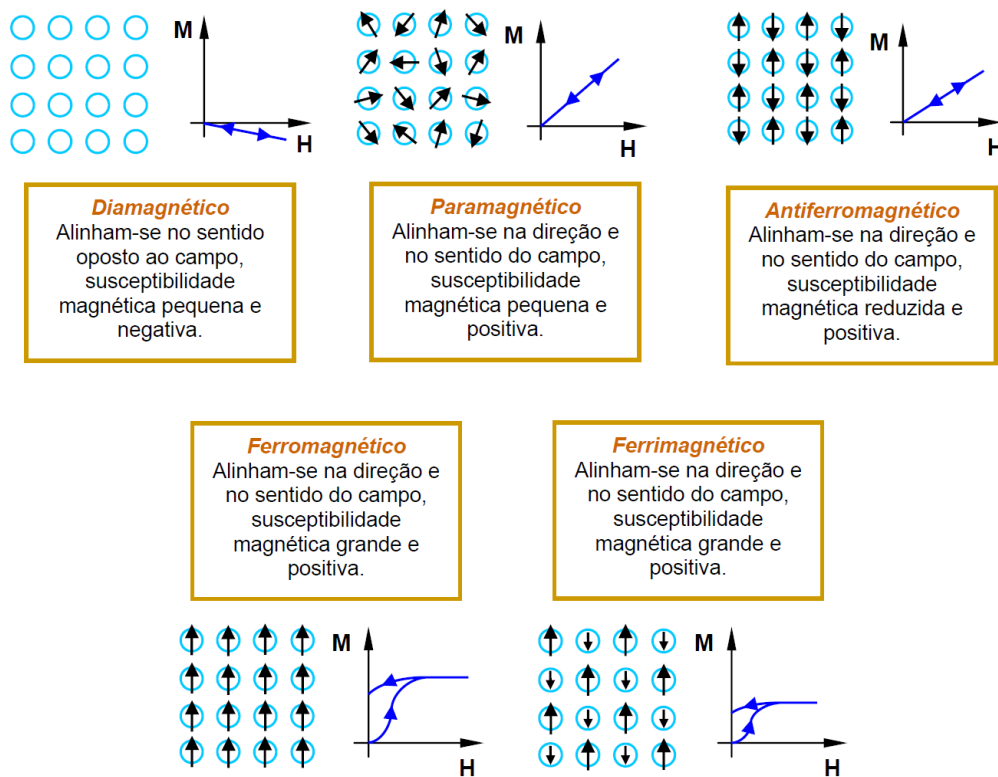 M
H
M
H
M
H
Diamagnético
Alinham-se no sentido
oposto ao campo,
susceptibilidade
magnética pequena e
negativa.
Paramagnético
Alinham-se na direção e
no sentido do campo,
susceptibilidade
magnética pequena e
positiva.
Antiferromagnético
Alinham-se na direção e
no sentido do campo,
susceptibilidade
magnética reduzida e
positiva.
Ferromagnético
Alinham-se na direção e
no sentido do campo,
susceptibilidade
magnética grande e
positiva.
Ferrimagnético
Alinham-se na direção e
no sentido do campo,
susceptibilidade
magnética grande e
positiva.
M
H
M
H